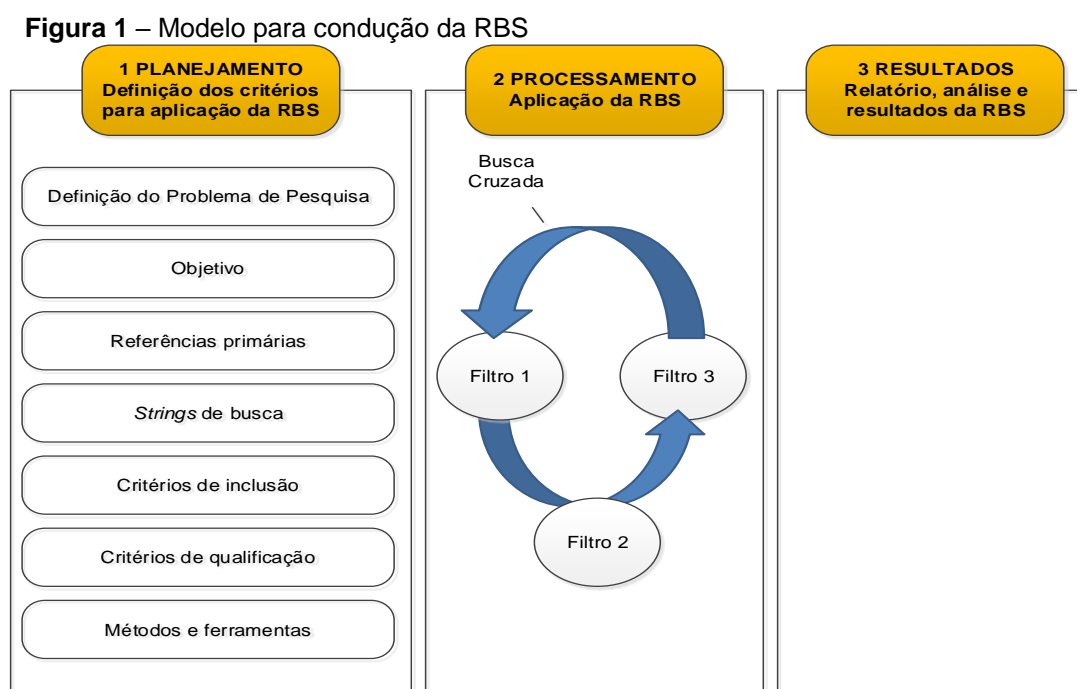 Figura 1 – Modelo para condução da RBS
1 PLANEJAMENTO
Definição dos critérios
para aplicação da RBS
Definição do Problema de Pesquisa
Objetivo
Referências primárias
Strings de busca
Critérios de inclusão
Critérios de qualificação
Métodos e ferramentas
2 PROCESSAMENTO
Aplicação da RBS
Busca
Cruzada
Filtro 1
Filtro 3
Filtro 2
3 RESULTADOS
Relatório, análise e
resultados da RBS